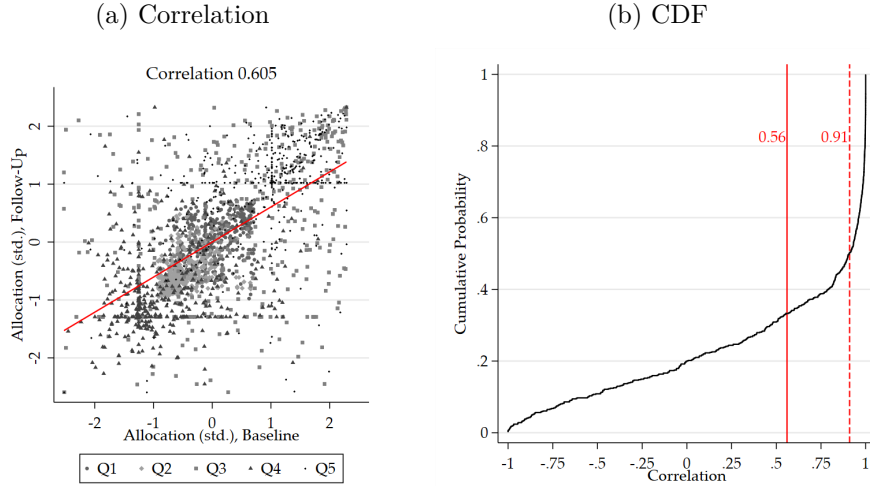 (a) Correlation
Correlation 0.605
Allocation (std.), Follow-Up
2
1
0
-1
-2
-2 -1 0 1 2
Allocation (std.), Baseline
Q1 Q2 Q3 Q4 Q5
(b) CDF
Cumulative Probability
1
.8
.6
.4
.2
0
0.56 0.91
-1 -.75 -.5 -.25 0 .25 .5 .75 1
Correlation